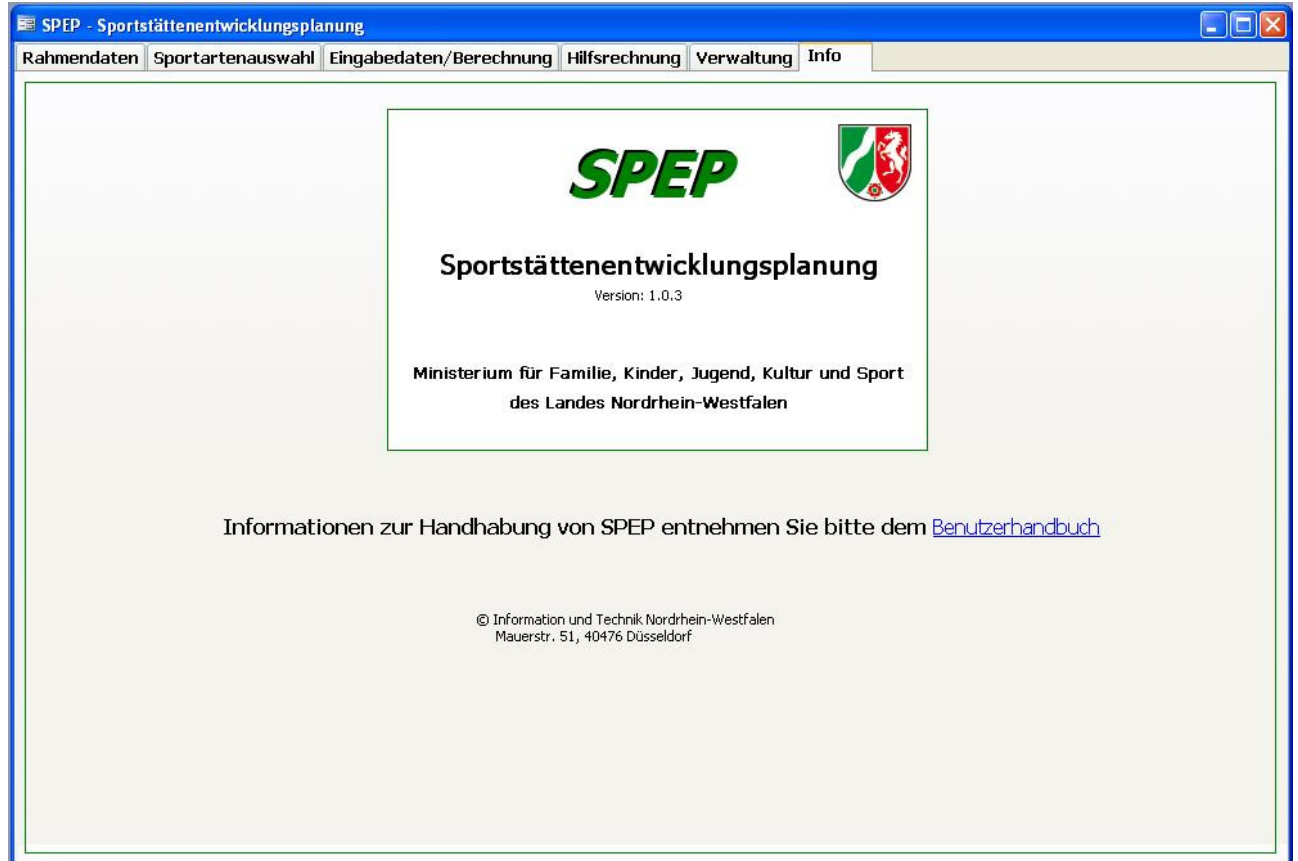 SPEP - Sportstättenentwicklungsplanung
Rahmendaten Sportartenauswahl Eingabedaten/Berechnung Hilfsrechnung Verwaltung Info
SPEP
Sportstättenentwicklungsplanung
Version: 1.0.3
Ministerium für Familie, Kinder, Jugend, Kultur und Sport
des Landes Nordrhein-Westfalen
Informationen zur Handhabung von SPEP entnehmen Sie bitte dem Benutzerhandbuch
© Information und Technik Nordrhein-Westfalen
Mauerstr. 51, 40476 Düsseldorf